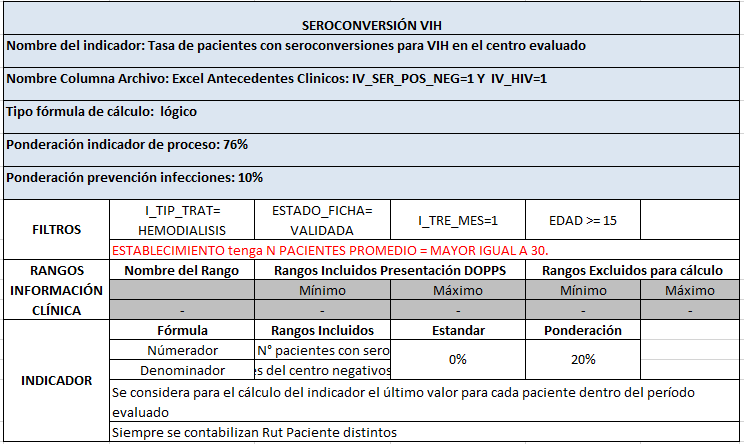 SEROCONVERSIÓN VIH
Nombre del indicador: Tasa de pacientes con seroconversiones para VIH en el centro evaluado
Nombre Columna Archivo: Excel Antecedentes Clinicos: IV_SER_POS_NEG=1 Y IV_HIV=1
Tipo fórmula de cálculo: lógico
Ponderación indicador de proceso: 76%
Ponderación prevención infecciones: 10%
FILTROS
I_TIP_TRAT= HEMODIALISIS
ESTADO_FICHA= VALIDADA
I_TRE_MES=1
EDAD >= 15
ESTABLECIMIENTO tenga N PACIENTES PROMEDIO = MAYOR IGUAL A 30.
RANGOS INFORMACIÓN CLÍNICA
Nombre del Rango
Rangos Incluidos Presentación DOPPS
Rangos Excluidos para cálculo
Mínimo
Máximo
Mínimo
Máximo
- - - - -
INDICADOR
Fórmula
Rangos Incluidos
Estandar
Ponderación
Númerador
N° pacientes con sero
0%
20%
Denominador
es del centro negativos
Se considera para el cálculo del indicador el último valor para cada paciente dentro del período
evaluado
Siempre se contabilizan Rut Paciente distintos